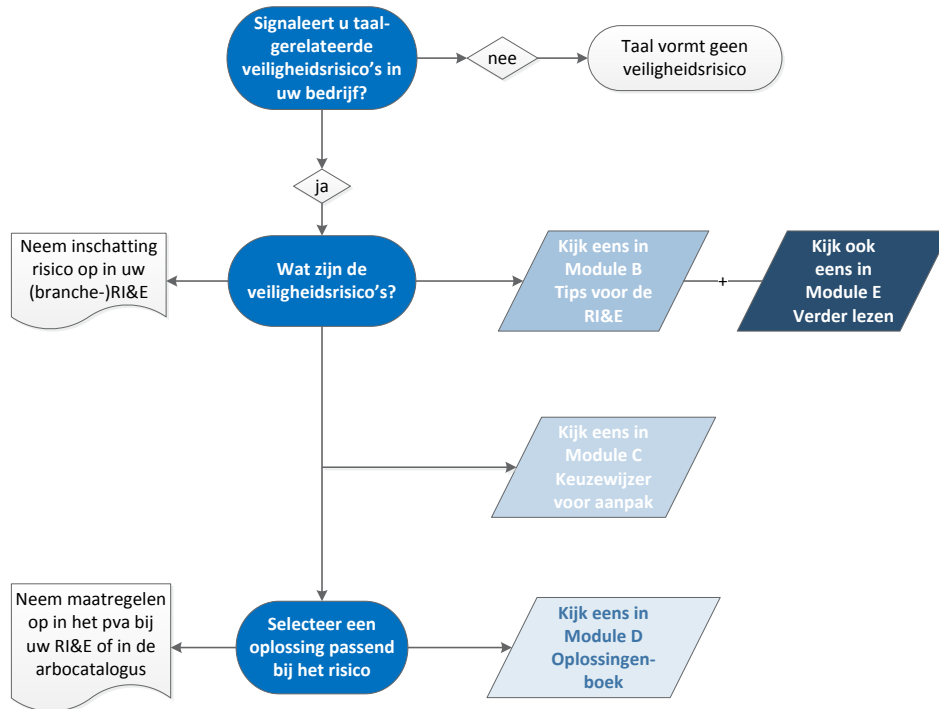 Signaleert u taal-
gerelateerde
veiligheidsrisico's in
uw bedrijf?
nee
Taal vormt geen
veiligheidsrisico
ja
Neem inschatting
risico op in uw
(branche-)RI&E
Wat zijn de
veiligheidsrisico's?
Kijk eens in
Module B
Tips voor de
RI&E
+
Kijk ook
eens in
Module E
Verder lezen
Kijk eens in
Module C
Keuzewijzer
voor aanpak
Neem maatregelen
op in het pva bij
uw RI&E of in de
arbocatalogus
Selecteer een
oplossing passend
bij het risico
Kijk eens in
Module D
Oplossingen-
boek